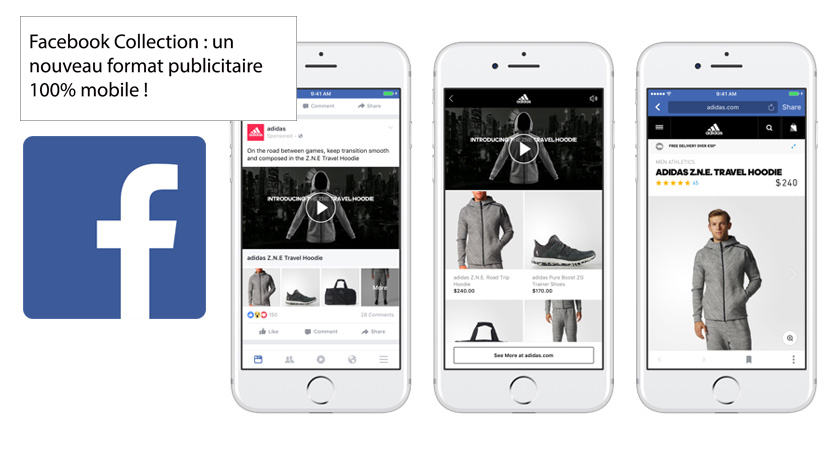 Facebook Collection : un
nouveau format publicitaire
100% mobile !
9:41 AM
Comment Share
adidas
Sponsored ·
On the road between games, keep transition smooth
and composed in the Z.N.E Travel Hoodie
INTRODUCING THE ZNE TRAVEL HOODIE
adidas Z.N.E Travel Hoodie
More
150 28 Comments
Like Comment Share
adidas
INTRODUCING THE TRAVEL HOODIE
adidas Z.N.E. Road Trip
Hoodie
$240.00
adidas Pure Boost ZG
Trainer Shoes
$170.00
See More at adidas.com
9:41 AM
adidas.com Share
adidas
FREE DELIVERY OVER £50*
MEN ATHLETICS
ADIDAS Z.N.E. TRAVEL HOODIE
45 $240